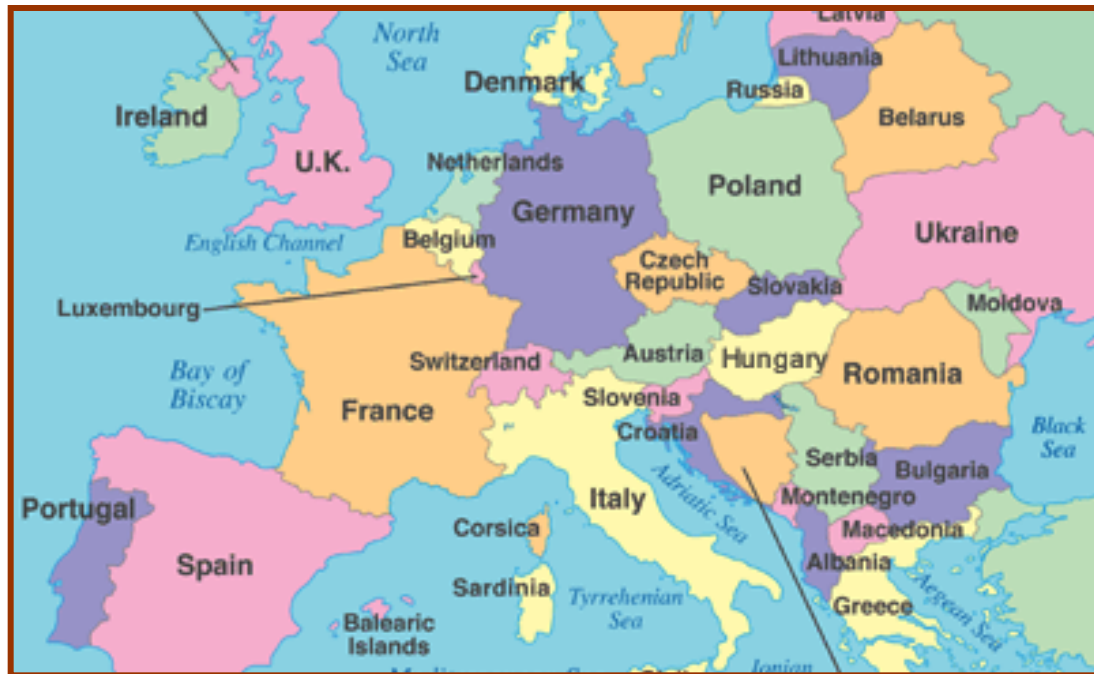 North
Sea
Latvia
Lithuania
Denmark
Russia
Ireland
Belarus
U.K.
Netherlands
Poland
Germany
Ukraine
English Channel
Belgium
Czech
Republic
Slovakia
Luxembourg
Moldova
Switzerland
Austria
Hungary
Bay of
Biscay
Romania
France
Slovenia
Croatia
Black
Sea
Serbia
Bulgaria
Portugal
Italy
Adriatic Sea
Montenegro
Corsica
Macedonia
Spain
Albania
Sardinia
Tyrrehenian
Sea
Greece
Aegean Sea
Balearic
Islands
Ionian